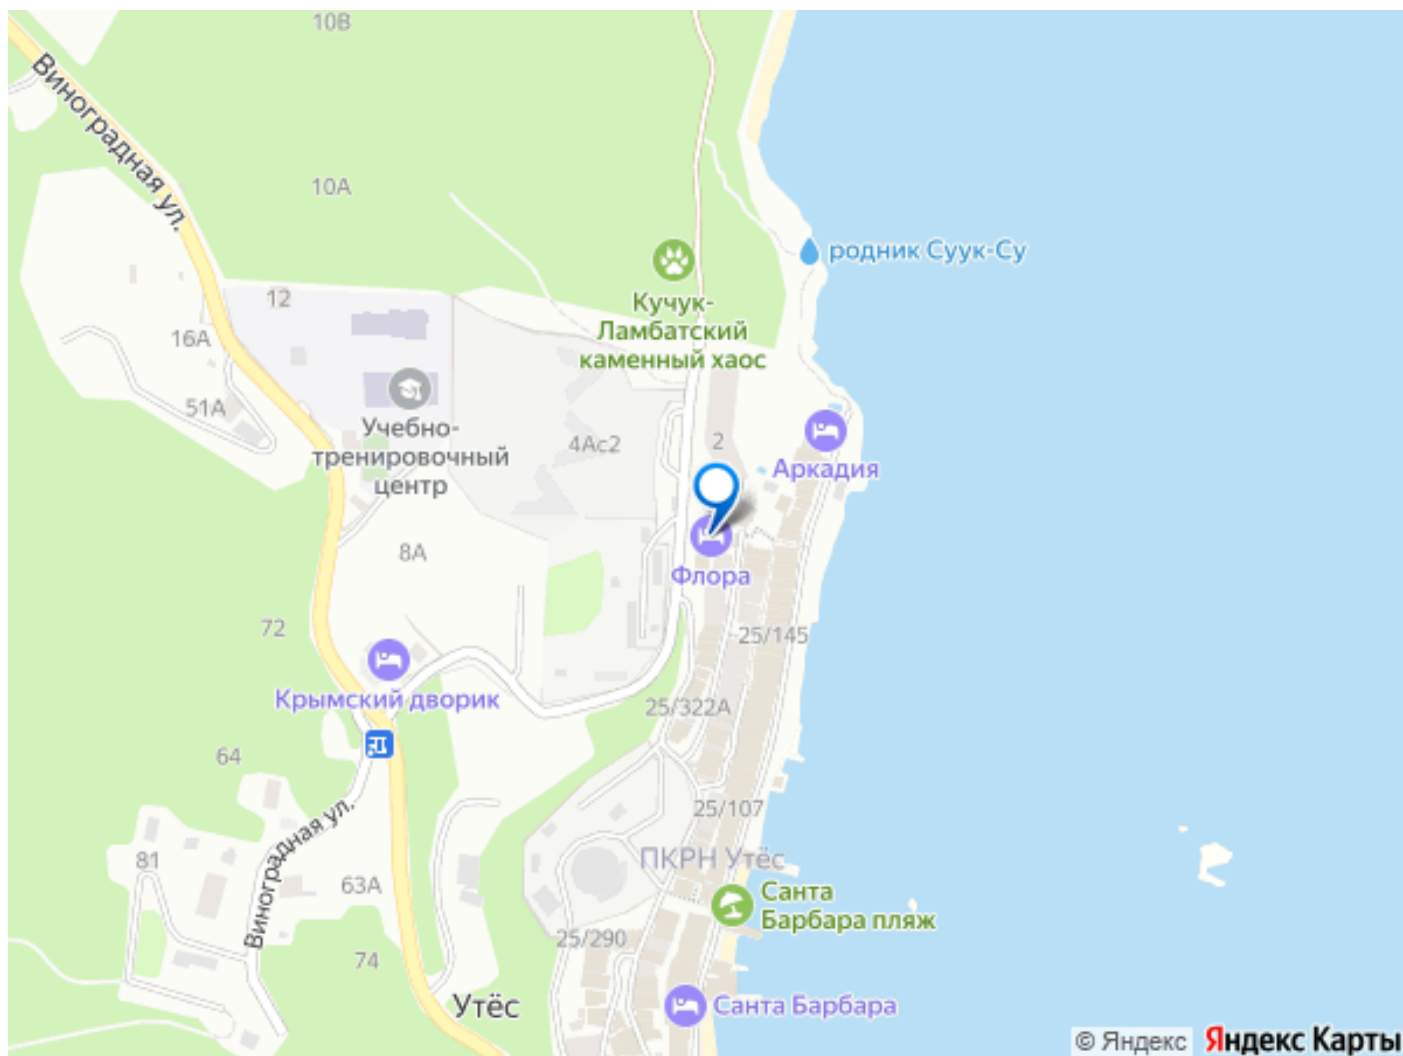 10В
Виноградная ул.
10А
родник Суук-Су
Кучук-
Ламбатский
каменный хаос
12
16А
51А
Учебно-
тренировочный
центр
4Ас2
2
Аркадия
8А
Флора
72
25/145
Крымский дворик
25/322А
64
25/107
Виноградная ул.
81
63А
ПКРН Утёс
Санта
Барбара пляж
25/290
74
Утёс
Санта Барбара
© Яндекс Яндекс Карты